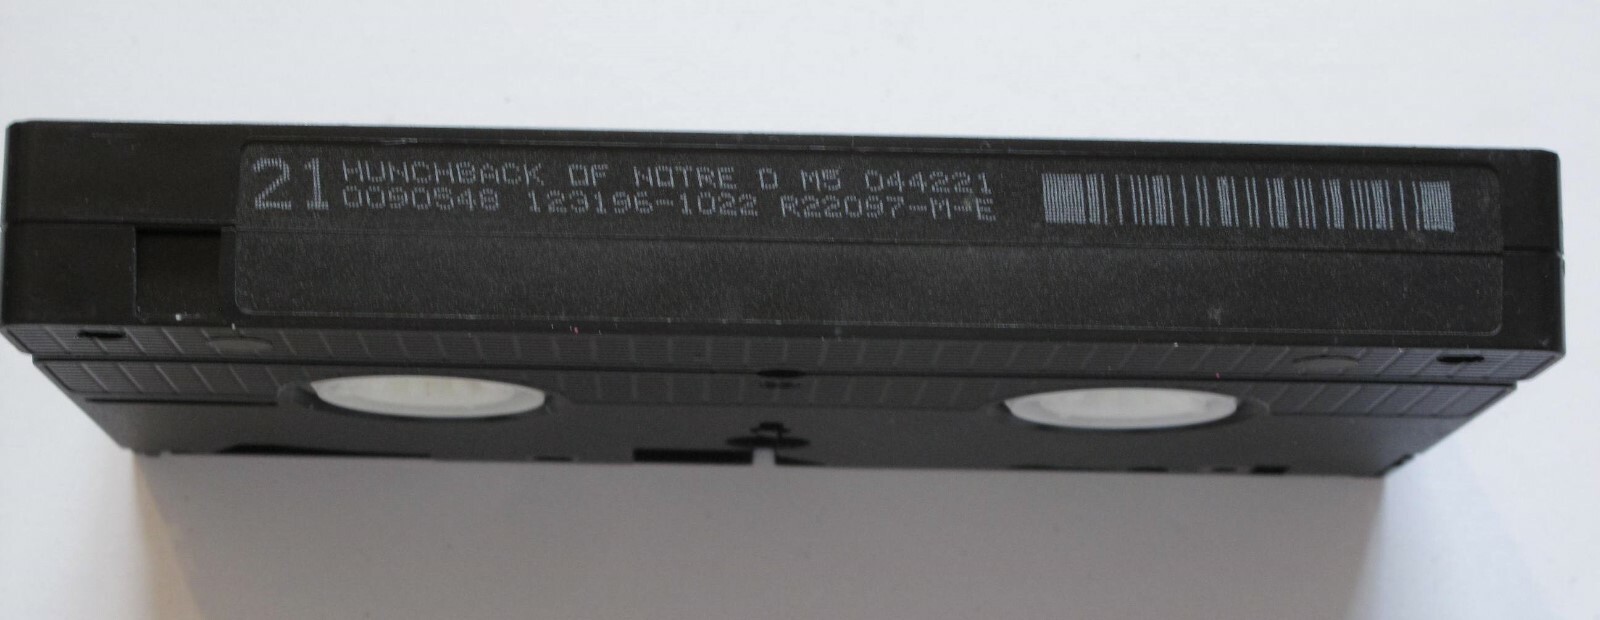 21 HUNCHBACK OF NOTRE D M5 044221
0090548 123196-1022 R22097-M-E